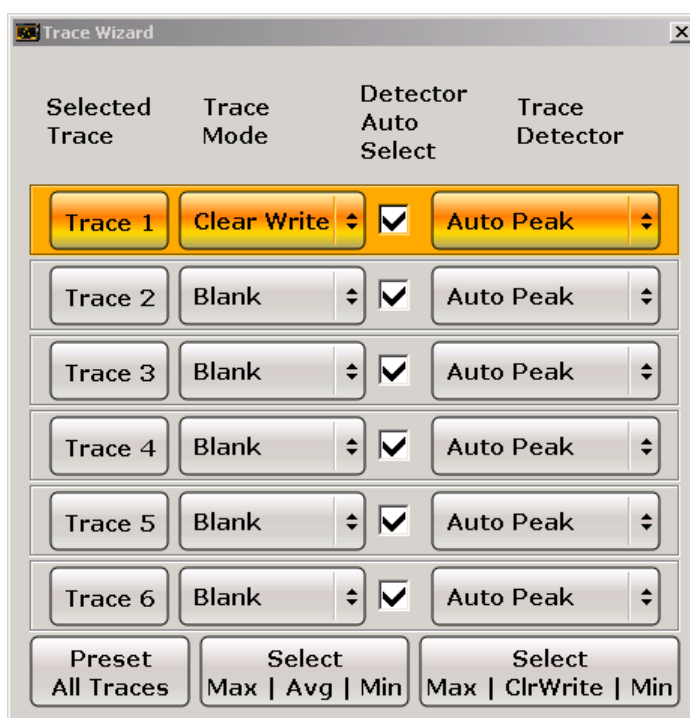 Trace Wizard
Selected Trace
Trace Mode
Detector Auto Select
Trace Detector
Trace 1 Clear Write Auto Peak
Trace 2 Blank Auto Peak
Trace 3 Blank Auto Peak
Trace 4 Blank Auto Peak
Trace 5 Blank Auto Peak
Trace 6 Blank Auto Peak
Preset
All Traces
Select
Max | Avg | Min
Select
Max | ClrWrite | Min